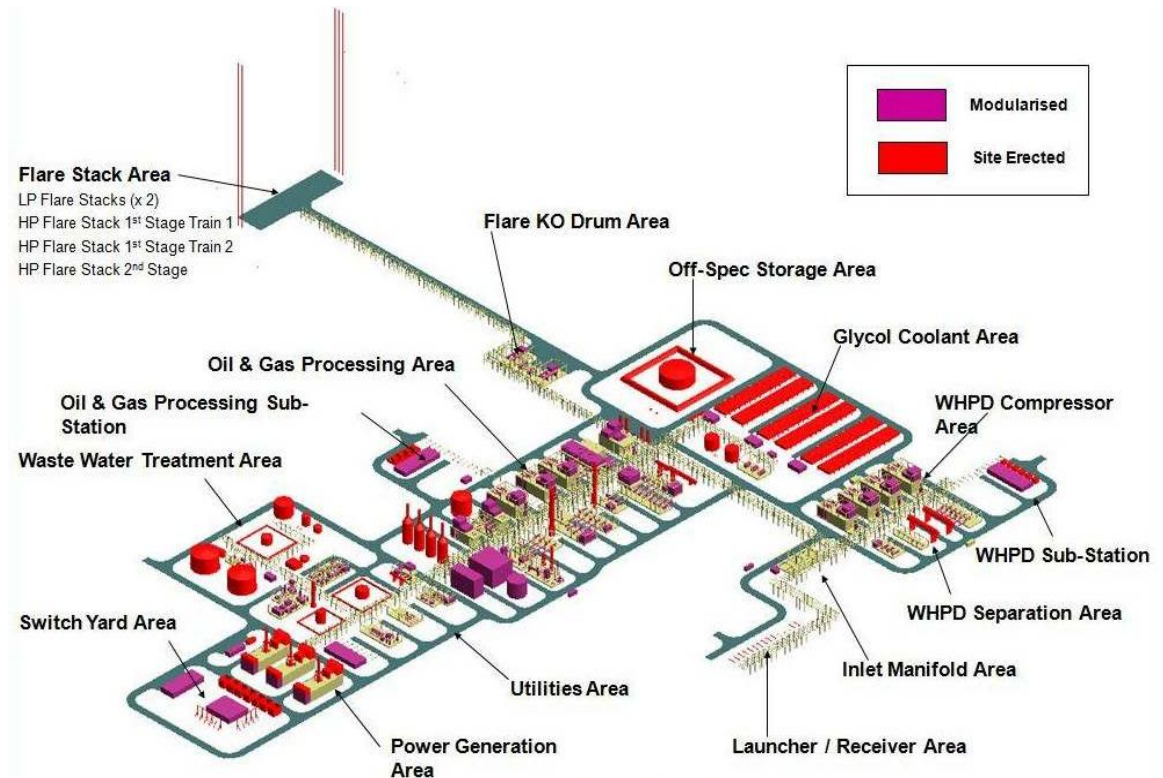 Modularised
Site Erected
Flare Stack Area
LP Flare Stacks (x 2)
HP Flare Stack 1st Stage Train 1
HP Flare Stack 1st Stage Train 2
HP Flare Stack 2nd Stage
Flare KO Drum Area
Off-Spec Storage Area
Glycol Coolant Area
Oil & Gas Processing Area
Oil & Gas Processing Sub-
Station
WHPD Compressor
Area
Waste Water Treatment Area
WHPD Sub-Station
WHPD Separation Area
Switch Yard Area
Inlet Manifold Area
Utilities Area
Power Generation
Area
Launcher / Receiver Area